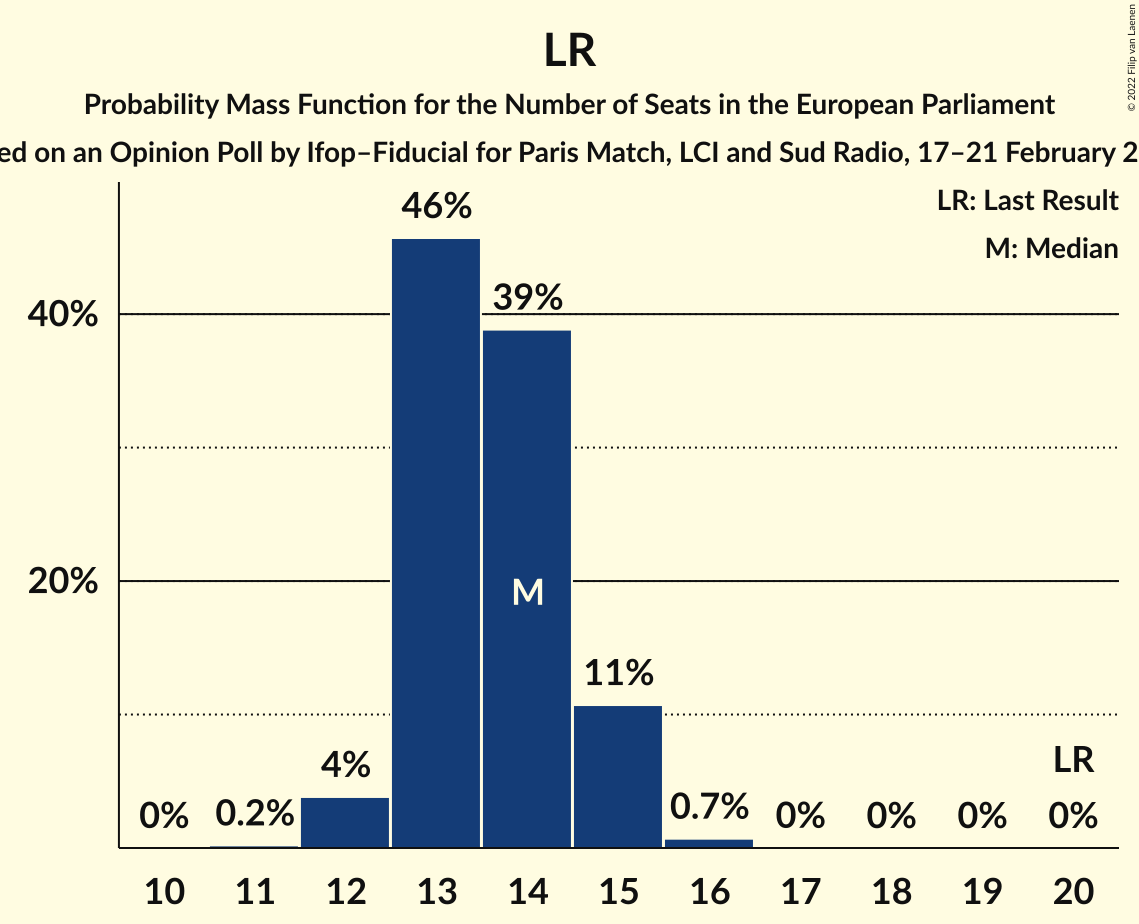 © 2022 Filip van Laenen
LR
Probability Mass Function for the Number of Seats in the European Parliament
ed on an Opinion Poll by Ifop–Fiducial for Paris Match, LCI and Sud Radio, 17–21 February 2
LR: Last Result
M: Median
46%
39%
40%
20%
M
11%
4%
LR
0%
0.2%
0.7%
0%
0%
0%
0%
10 11 12 13 14 15 16 17 18 19 20